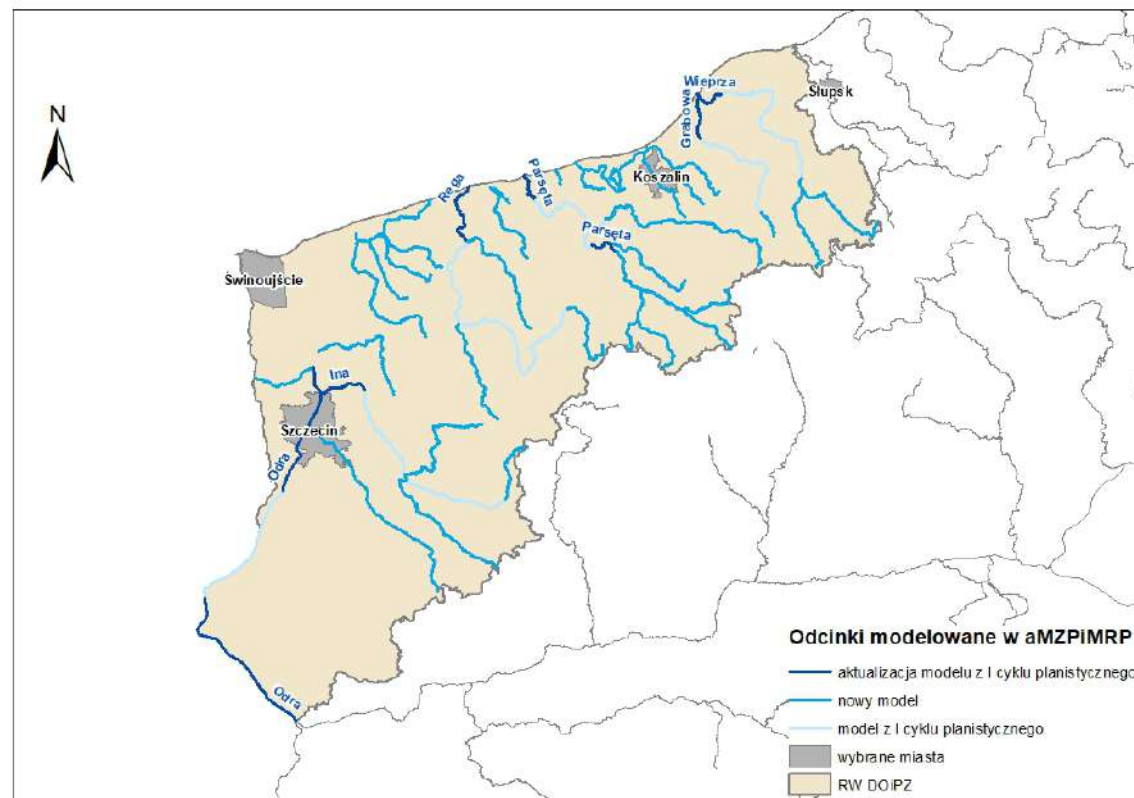 N
Wieprza
Słupsk
Grabowa
Koszalin
Parsęta
Rega
Parsęta
Świnoujście
Ina
Szczecin
Odra
Odra
Odcinki modelowane w aMZPiMRP
aktualizacja modelu z I cyklu planistycznego
nowy model
model z I cyklu planistycznego
wybrane miasta
RW DOiPZ